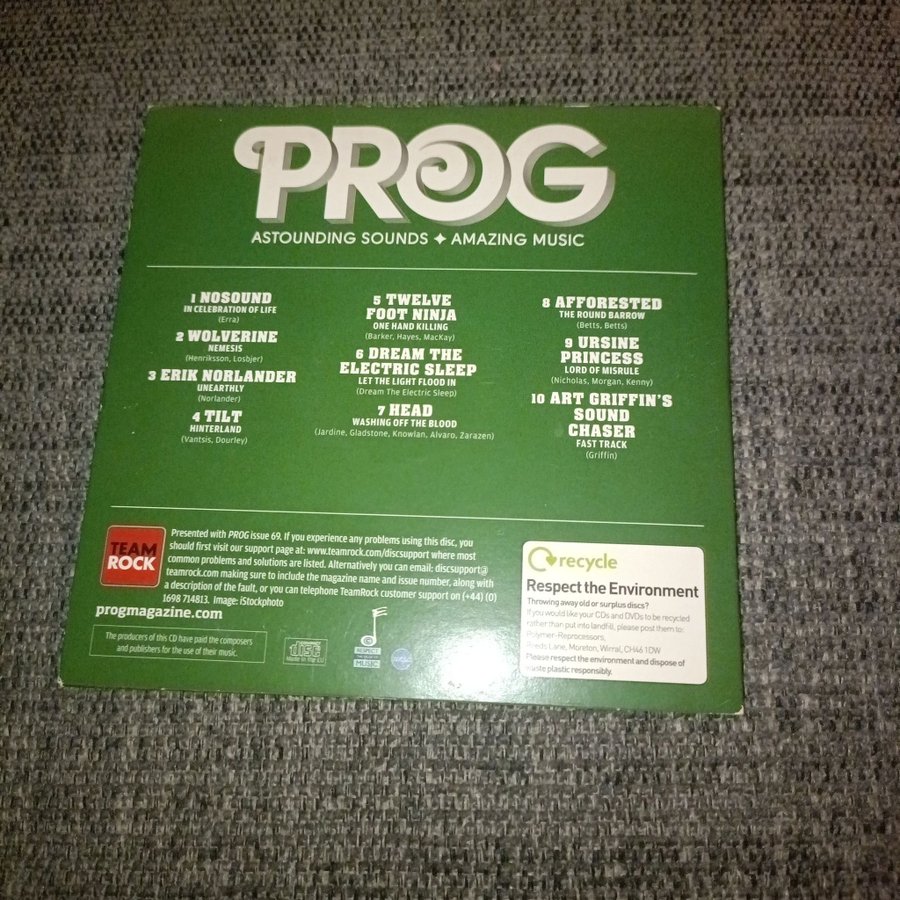 PROG
ASTOUNDING SOUNDS ✦ AMAZING MUSIC
1 NOSOUND
IN CELEBRATION OF LIFE
(Erra)
2 WOLVERINE
NEMESIS
(Henriksson, Losbjer)
3 ERIK NORLANDER
UNEARTHLY
(Norlander)
4 TILT
HINTERLAND
(Vantsis, Dourley)
5 TWELVE
FOOT NINJA
ONE HAND KILLING
(Barker, Hayes, MacKay)
6 DREAM THE
ELECTRIC SLEEP
LET THE LIGHT FLOOD IN
(Dream The Electric Sleep)
7 HEAD
WASHING OFF THE BLOOD
(Jardine, Gladstone, Knowlan, Alvaro, Zarazen)
8 AFFORESTED
THE ROUND BARROW
(Betts, Betts)
9 URSINE
PRINCESS
LORD OF MISRULE
(Nicholas, Morgan, Kenny)
10 ART GRIFFIN'S
SOUND
CHASER
FAST TRACK
(Griffin)
TEAM
ROCK
Presented with PROG issue 69. If you experience any problems using this disc, you
should first visit our support page at: www.teamrock.com/discsupport where most
common problems and solutions are listed. Alternatively you can email: discsupport@
teamrock.com making sure to include the magazine name and issue number, along with
a description of the fault, or you can telephone TeamRock customer support on (+44) (0)
1698 714813. Image: iStockphoto
progmagazine.com
The producers of this CD have paid the composers
and publishers for the use of their music.
COMPACT
disc
Made in the EU
RESPECT
MUSIC
recycle
Respect the Environment
Throwing away old or surplus discs?
If you would like your CDs and DVDs to be recycled
rather than put into landfill, please post them to:
Polymer-Reprocessors,
Reeds Lane, Moreton, Wirral, CH46 1DW
Please respect the environment and dispose of
waste plastic responsibly.